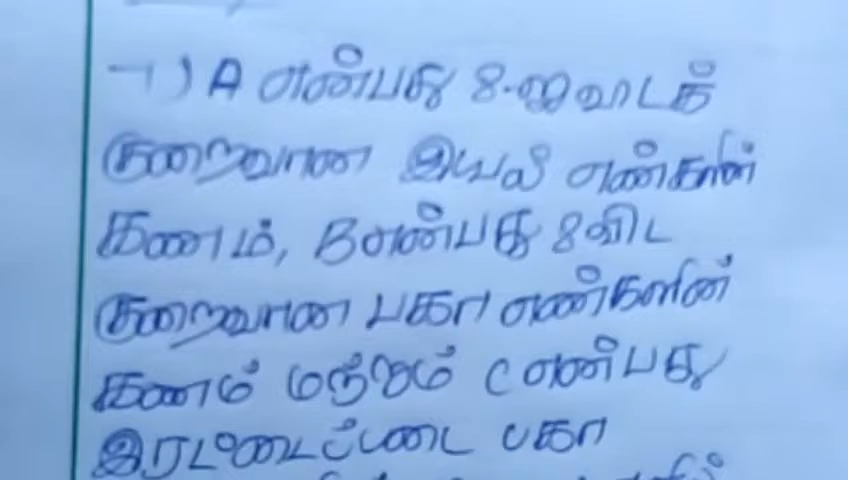 7) A என்பது 8-ஐ விடக்
குறைவான இயல் எண்களின்
கணம், B என்பது 8 விட
குறைவான பகா எண்களின்
கணம் மற்றும் C என்பது
இரட்டைப்படை பகா